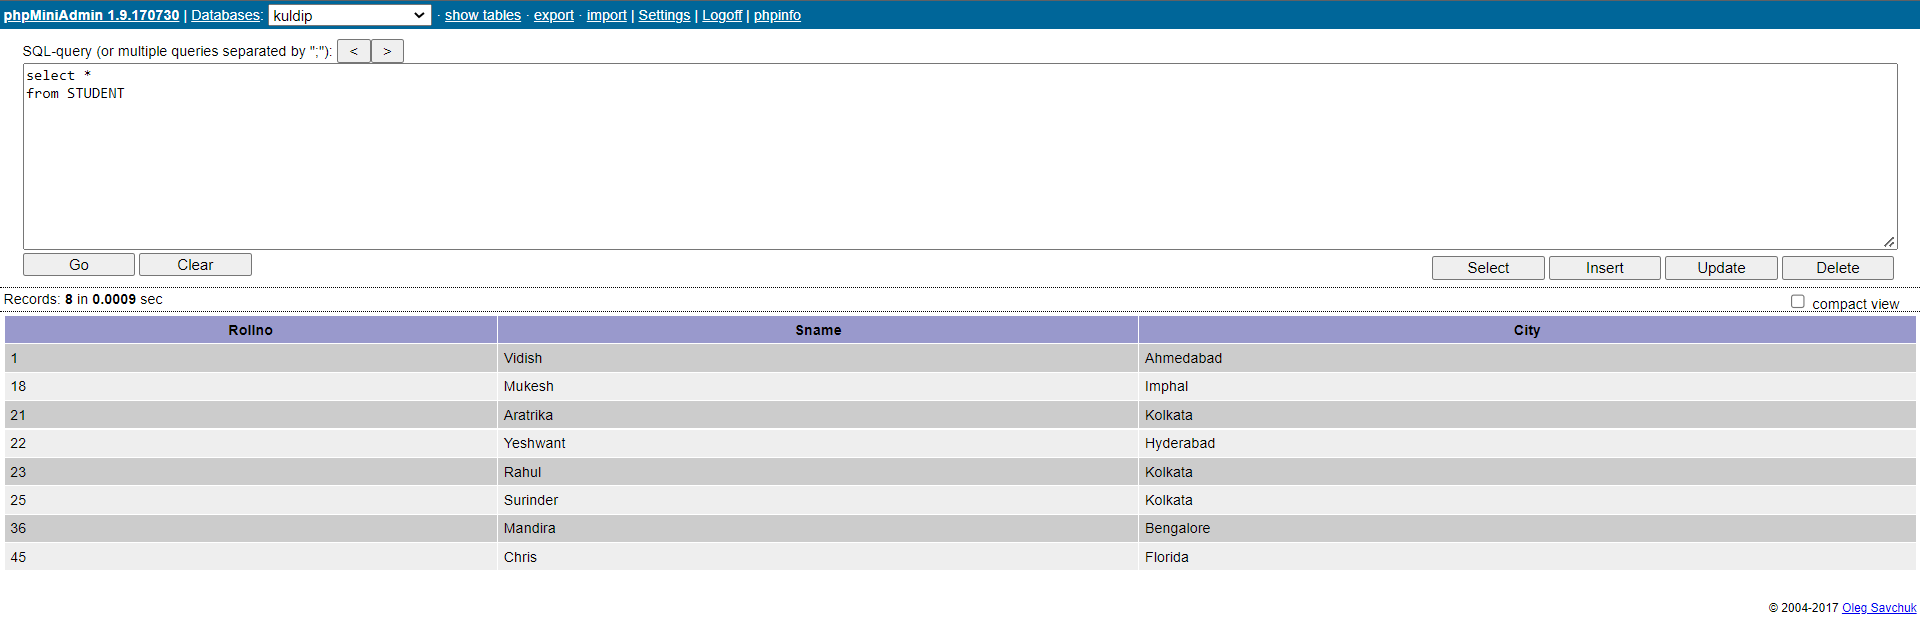 phpMiniAdmin 1.9.170730 | Databases: kuldip · show tables · export · import | Settings | Logoff | phpinfo
SQL-query (or multiple queries separated by ";"): < >
select *
from STUDENT
Go Clear Select Insert Update Delete
Records: 8 in 0.0009 sec compact view
Rollno Sname City
1 Vidish Ahmedabad
18 Mukesh Imphal
21 Aratrika Kolkata
22 Yeshwant Hyderabad
23 Rahul Kolkata
25 Surinder Kolkata
36 Mandira Bengalore
45 Chris Florida
© 2004-2017 Oleg Savchuk